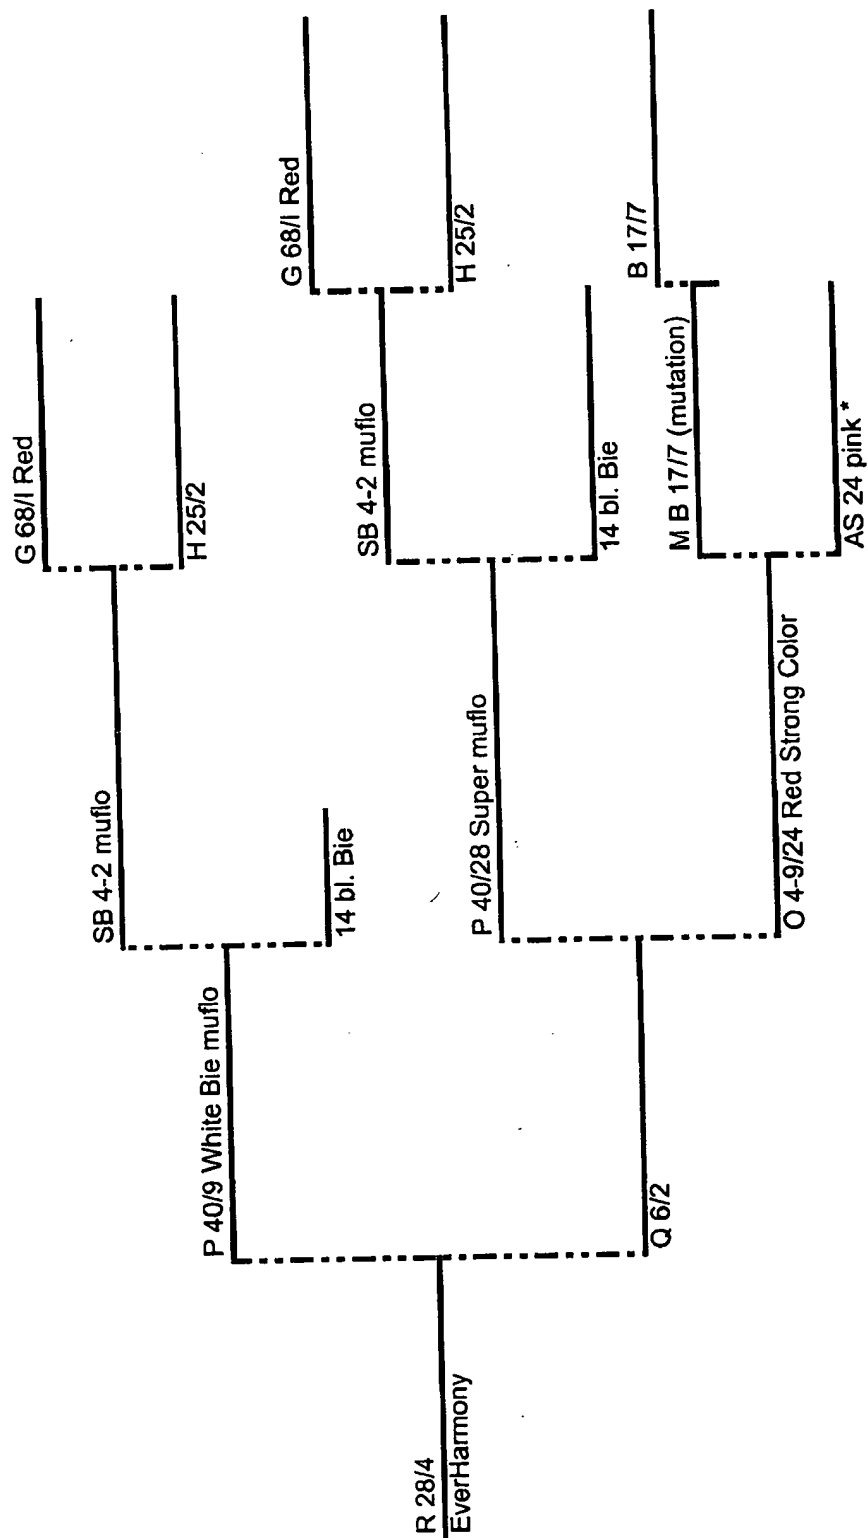 R 28/4
EverHarmony
P 40/9 White Bie muflo
Q 6/2
SB 4-2 muflo
14 bl. Bie
P 40/28 Super muflo
O 4-9/24 Red Strong Color
G 68/I Red
H 25/2
SB 4-2 muflo
14 bl. Bie
M B 17/7 (mutation)
AS 24 pink *
G 68/I Red
H 25/2
B 17/7